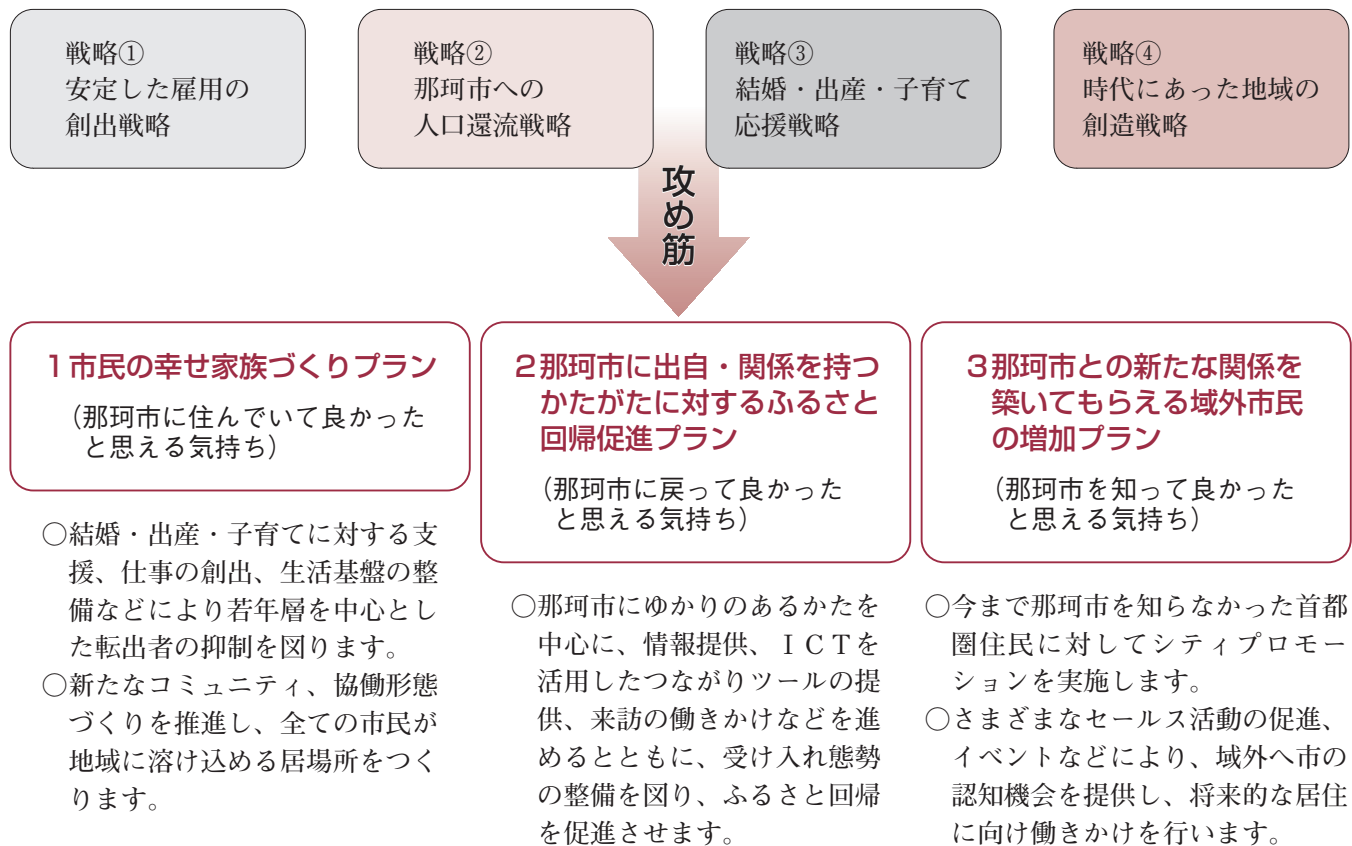 戦略①
安定した雇用の
創出戦略
戦略②
那珂市への
人口還流戦略
戦略③
結婚・出産・子育て
応援戦略
戦略④
時代にあった地域の
創造戦略
攻め筋
1市民の幸せ家族づくりプラン
（那珂市に住んでいて良かった
と思える気持ち）
○結婚・出産・子育てに対する支
援、仕事の創出、生活基盤の整
備などにより若年層を中心とし
た転出者の抑制を図ります。
○新たなコミュニティ、協働形態
づくりを推進し、全ての市民が
地域に溶け込める居場所をつく
ります。
2那珂市に出自・関係を持つ
かたがたに対するふるさと
回帰促進プラン
（那珂市に戻って良かった
と思える気持ち）
○那珂市にゆかりのあるかたを
中心に、情報提供、ＩＣＴを
活用したつながりツールの提
供、来訪の働きかけなどを進
めるとともに、受け入れ態勢
の整備を図り、ふるさと回帰
を促進させます。
3那珂市との新たな関係を
築いてもらえる域外市民
の増加プラン
（那珂市を知って良かった
と思える気持ち）
○今まで那珂市を知らなかった首都
圏住民に対してシティプロモー
ションを実施します。
○さまざまなセールス活動の促進、
イベントなどにより、域外へ市の
認知機会を提供し、将来的な居住
に向け働きかけを行います。